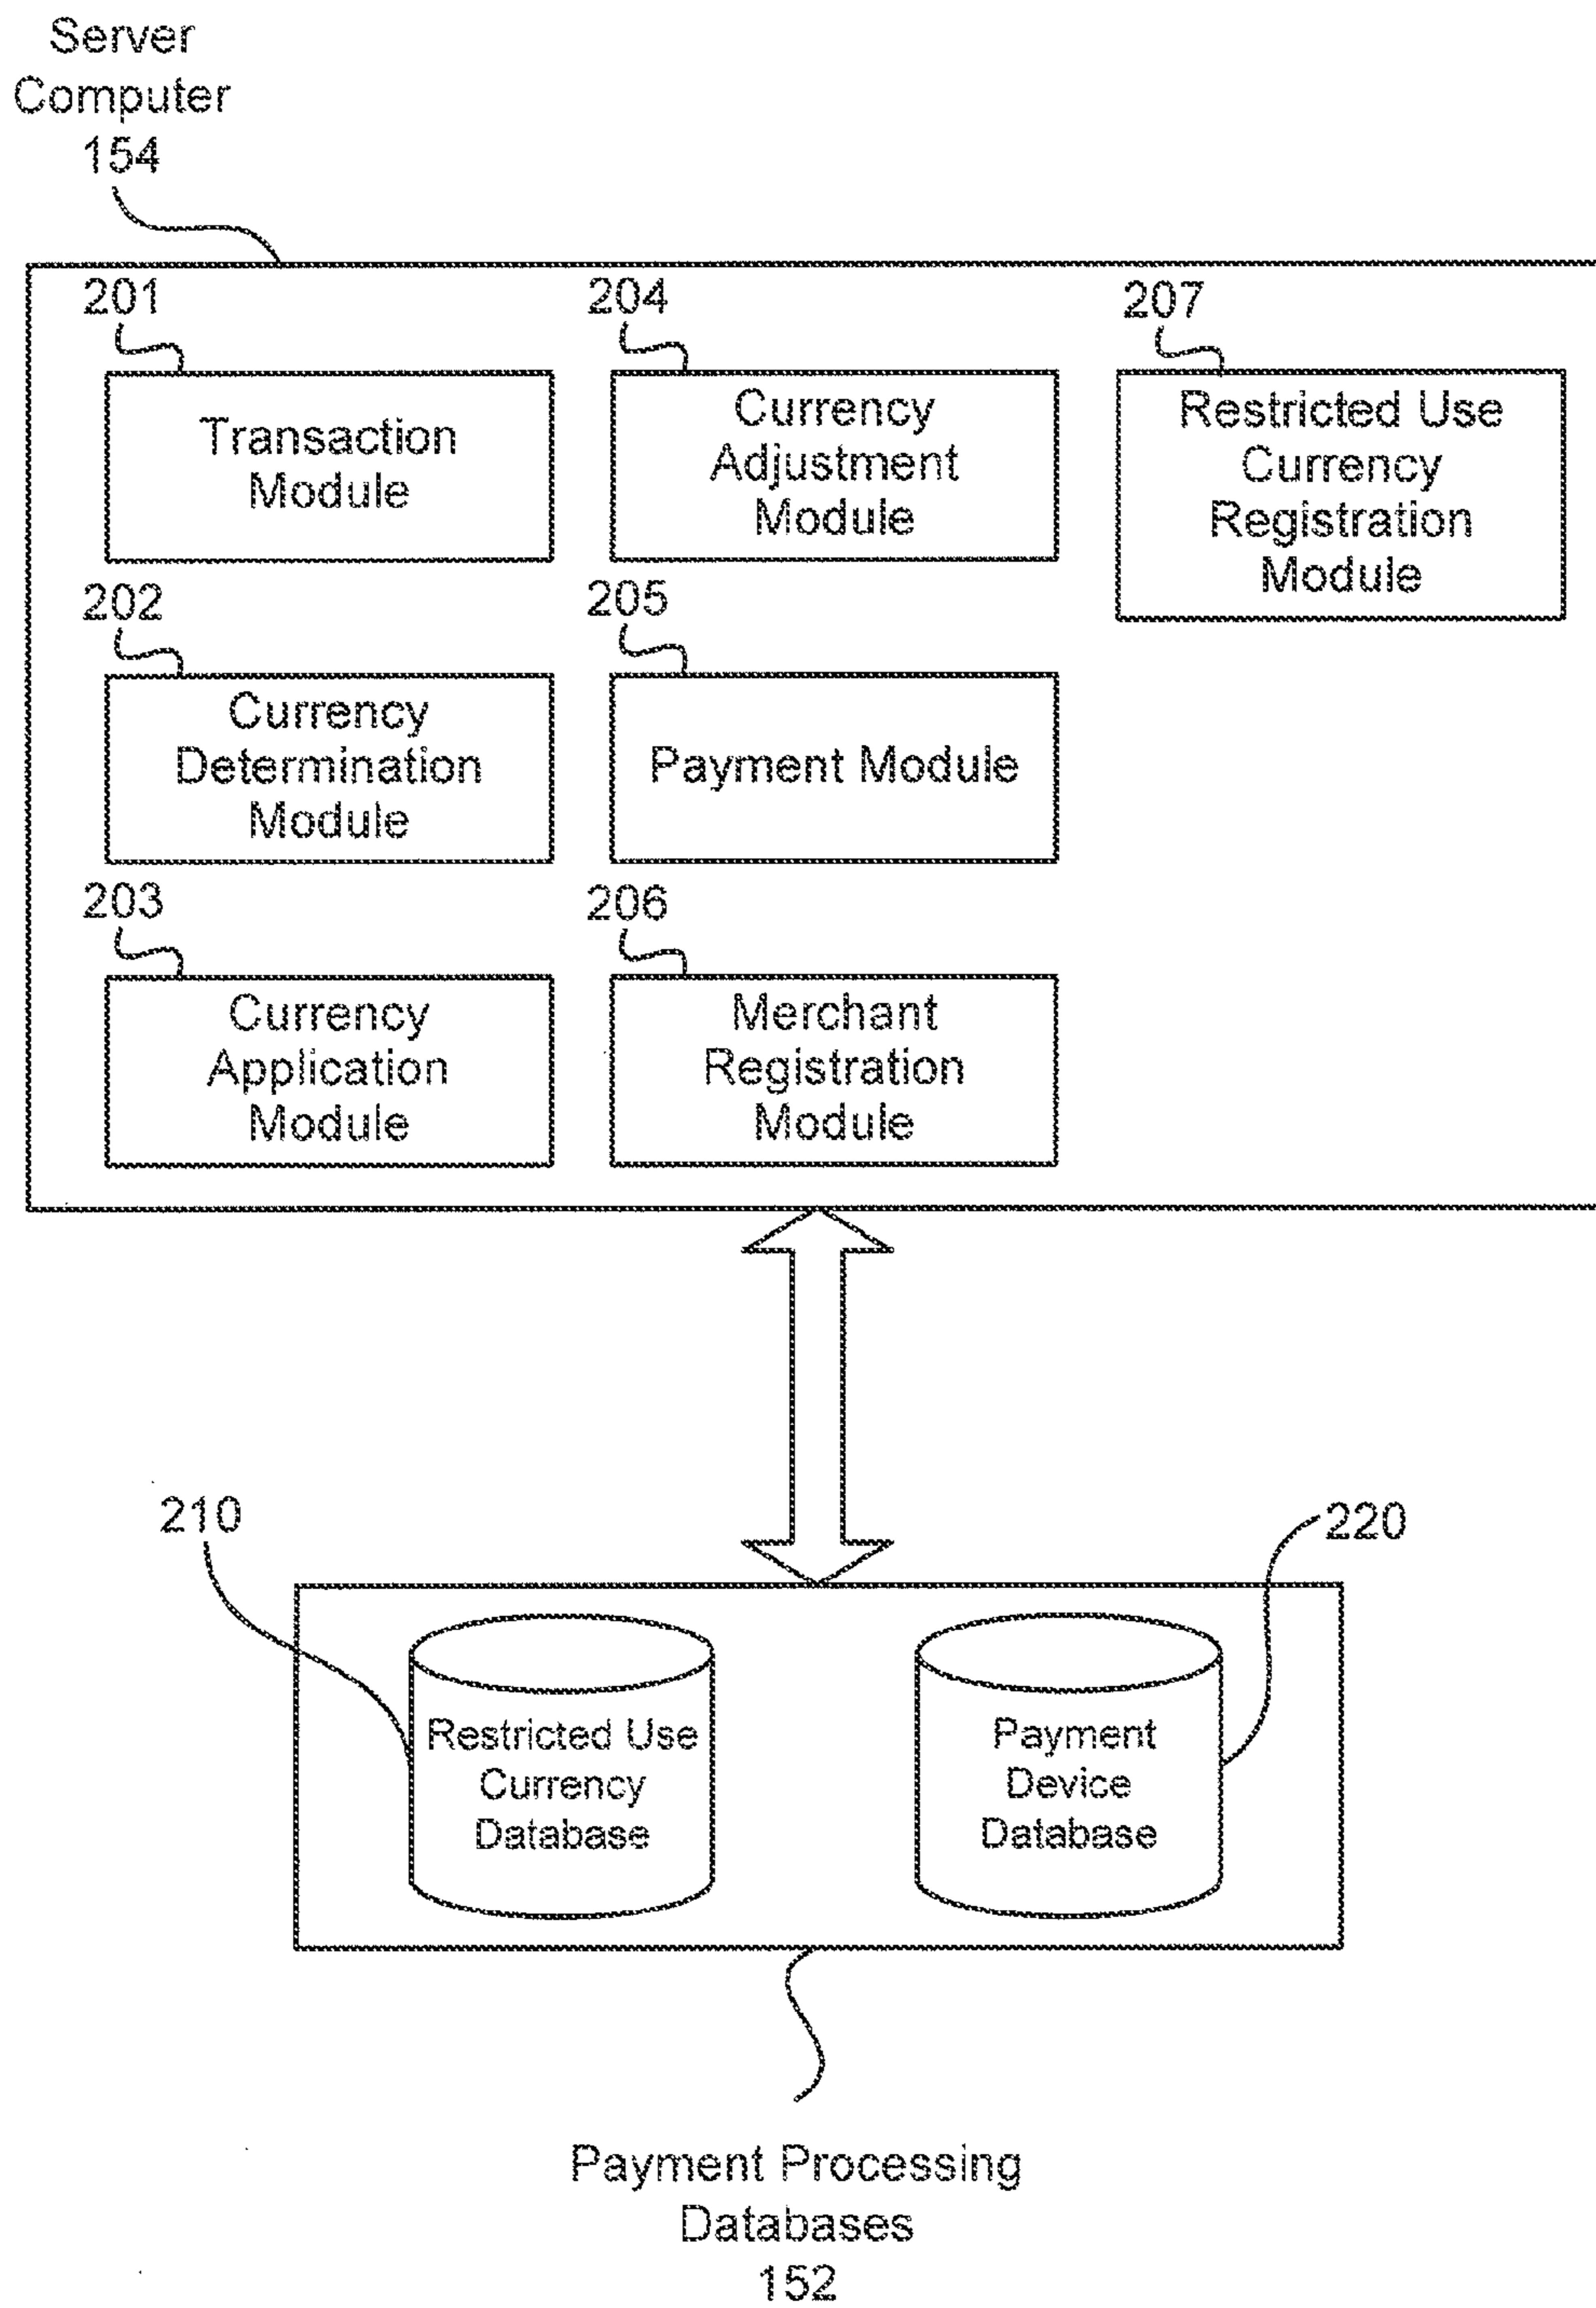 Server
Computer
154
201
204
207
Transaction
Module
Currency
Adjustment
Module
Restricted Use
Currency
Registration
Module
202
205
Currency
Determination
Module
Payment Module
203
206
Currency
Application
Module
Merchant
Registration
Module
210
220
Restricted Use
Currency
Database
Payment
Device
Database
Payment Processing
Databases
152